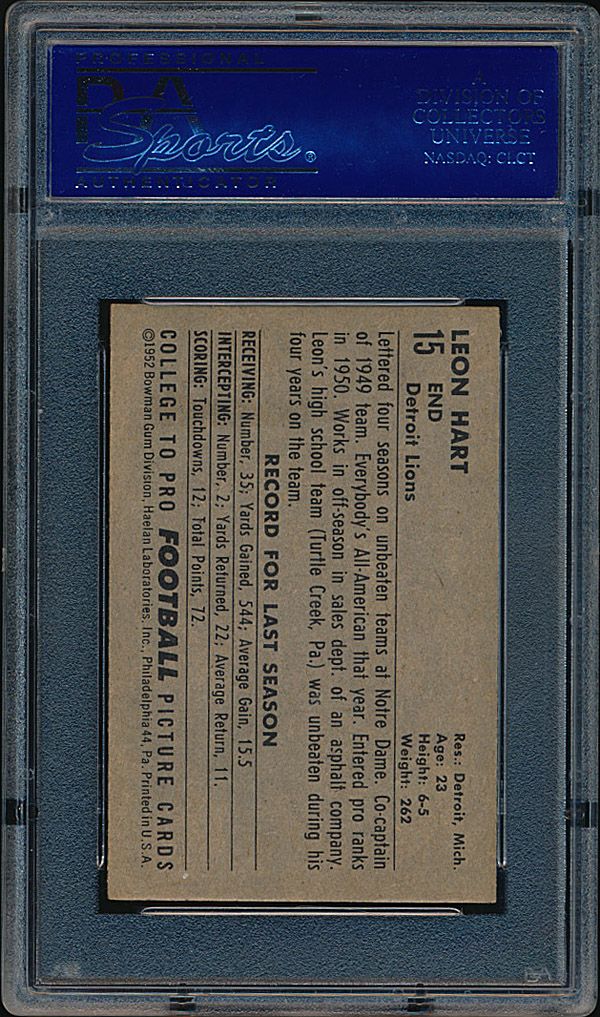 PROFESSIONAL
PSA
Sports®
AUTHENTICATOR
A
DIVISION OF
COLLECTORS
UNIVERSE
NASDAQ: CLCT
LEON HART
15 END
Detroit Lions
Res.: Detroit, Mich.
Age: 23
Height: 6-5
Weight: 262
Lettered four seasons on unbeaten teams at Notre Dame. Co-captain
of 1949 team. Everybody's All-American that year. Entered pro ranks
in 1950. Works in off-season in sales dept. of an asphalt company.
Leon's high school team (Turtle Creek, Pa.) was unbeaten during his
four years on the team.
RECORD FOR LAST SEASON
RECEIVING: Number, 35; Yards Gained, 544; Average Gain, 15.5
INTERCEPTING: Number, 2; Yards Returned, 22; Average Return, 11.
SCORING: Touchdowns, 12; Total Points, 72.
COLLEGE TO PRO FOOTBALL PICTURE CARDS
©1952 Bowman Gum Division, Haelan Laboratories, Inc., Philadelphia 44, Pa. Printed in U.S.A.